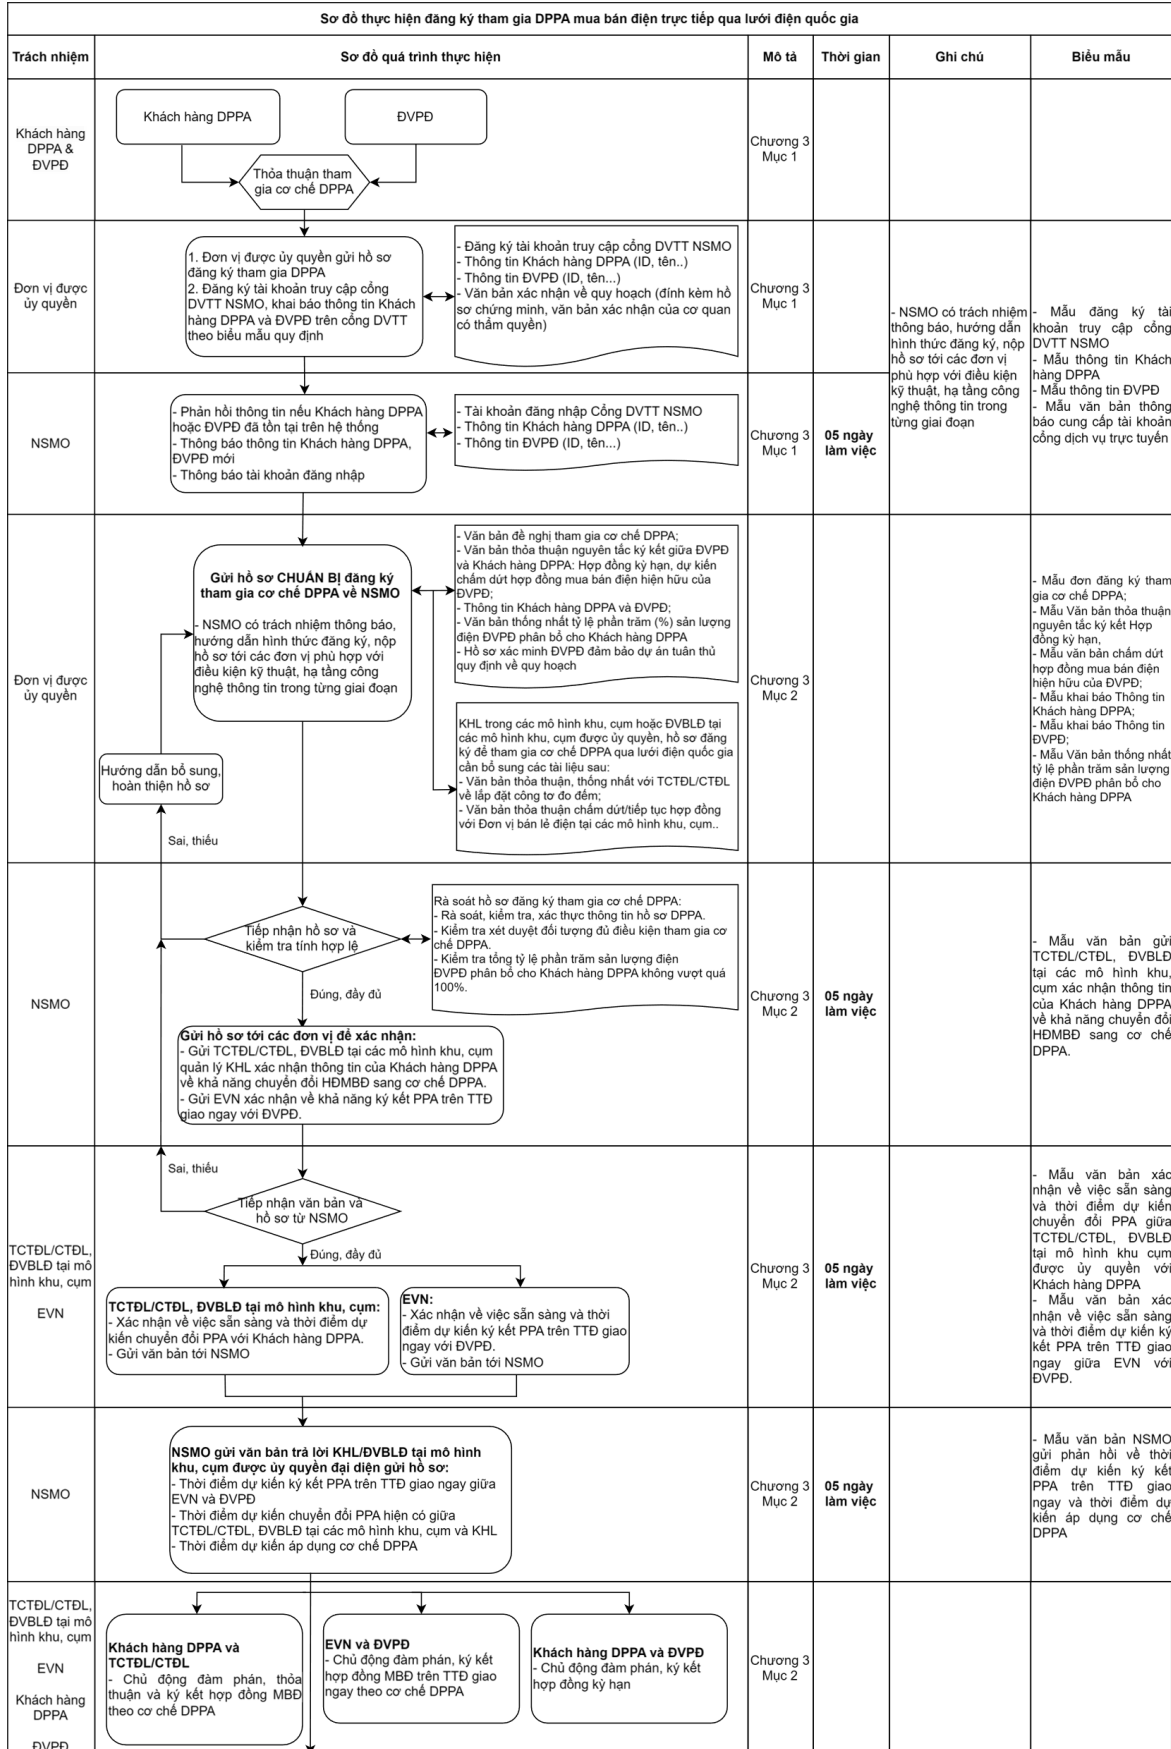 Sơ đồ thực hiện đăng ký tham gia DPPA mua bán điện trực tiếp qua lưới điện quốc gia
Trách nhiệm
Sơ đồ quá trình thực hiện
Mô tả
Thời gian
Ghi chú
Biểu mẫu
Khách hàng
DPPA &
ĐVPĐ
Khách hàng DPPA
ĐVPĐ
Thỏa thuận tham
gia cơ chế DPPA
Chương 3
Mục 1
Đơn vị được
ủy quyền
1. Đơn vị được ủy quyền gửi hồ sơ
đăng ký tham gia DPPA
2. Đăng ký tài khoản truy cập cổng
DVTT NSMO, khai báo thông tin Khách
hàng DPPA và ĐVPĐ trên cổng DVTT
theo biểu mẫu quy định
- Đăng ký tài khoản truy cập cổng DVTT NSMO
- Thông tin Khách hàng DPPA (ID, tên..)
- Thông tin ĐVPĐ (ID, tên...)
- Văn bản xác nhận về quy hoạch (đính kèm hồ
sơ chứng minh, văn bản xác nhận của cơ quan
có thẩm quyền)
Chương 3
Mục 1
- NSMO có trách nhiệm
thông báo, hướng dẫn
hình thức đăng ký, nộp
hồ sơ tới các đơn vị
phù hợp với điều kiện
kỹ thuật, hạ tầng công
nghệ thông tin trong
từng giai đoạn
- Mẫu đăng ký tài
khoản truy cập cổng
DVTT NSMO
- Mẫu thông tin Khách
hàng DPPA
- Mẫu thông tin ĐVPĐ
- Mẫu văn bản thông
báo cung cấp tài khoản
cổng dịch vụ trực tuyến
NSMO
- Phản hồi thông tin nếu Khách hàng DPPA
hoặc ĐVPĐ đã tồn tại trên hệ thống
- Thông báo thông tin Khách hàng DPPA,
ĐVPĐ mới
- Thông báo tài khoản đăng nhập
- Tài khoản đăng nhập Cổng DVTT NSMO
- Thông tin Khách hàng DPPA (ID, tên..)
- Thông tin ĐVPĐ (ID, tên...)
Chương 3
Mục 1
05 ngày
làm việc
Đơn vị được
ủy quyền
Gửi hồ sơ CHUẨN BỊ đăng ký
tham gia cơ chế DPPA về NSMO
- NSMO có trách nhiệm thông báo,
hướng dẫn hình thức đăng ký, nộp
hồ sơ tới các đơn vị phù hợp với
điều kiện kỹ thuật, hạ tầng công
nghệ thông tin trong từng giai đoạn
- Văn bản đề nghị tham gia cơ chế DPPA;
- Văn bản thỏa thuận nguyên tắc ký kết giữa ĐVPĐ
và Khách hàng DPPA: Hợp đồng kỳ hạn, dự kiến
chấm dứt hợp đồng mua bán điện hiện hữu của
ĐVPĐ;
- Thông tin Khách hàng DPPA và ĐVPĐ;
- Văn bản thống nhất tỷ lệ phần trăm (%) sản lượng
điện ĐVPĐ phân bổ cho Khách hàng DPPA
- Hồ sơ xác minh ĐVPĐ đảm bảo dự án tuân thủ
quy định về quy hoạch
KHL trong các mô hình khu, cụm hoặc ĐVBLĐ tại
các mô hình khu, cụm được ủy quyền, hồ sơ đăng
ký để tham gia cơ chế DPPA qua lưới điện quốc gia
cần bổ sung các tài liệu sau:
- Văn bản thỏa thuận, thống nhất với TCTĐL/CTĐL
về lắp đặt công tơ đo đếm;
- Văn bản thỏa thuận chấm dứt/tiếp tục hợp đồng
với Đơn vị bán lẻ điện tại các mô hình khu, cụm..
Hướng dẫn bổ sung,
hoàn thiện hồ sơ
Sai, thiếu
Chương 3
Mục 2
- Mẫu đơn đăng ký tham
gia cơ chế DPPA;
- Mẫu Văn bản thỏa thuận
nguyên tắc ký kết Hợp
đồng kỳ hạn,
- Mẫu văn bản chấm dứt
hợp đồng mua bán điện
hiện hữu của ĐVPĐ;
- Mẫu khai báo Thông tin
Khách hàng DPPA;
- Mẫu khai báo Thông tin
ĐVPĐ;
- Mẫu Văn bản thống nhất
tỷ lệ phần trăm sản lượng
điện ĐVPĐ phân bổ cho
Khách hàng DPPA
NSMO
Tiếp nhận hồ sơ và
kiểm tra tính hợp lệ
Đúng, đầy đủ
Rà soát hồ sơ đăng ký tham gia cơ chế DPPA:
- Rà soát, kiểm tra, xác thực thông tin hồ sơ DPPA.
- Kiểm tra xét duyệt đối tượng đủ điều kiện tham gia cơ
chế DPPA.
- Kiểm tra tổng tỷ lệ phần trăm sản lượng điện
ĐVPĐ phân bổ cho Khách hàng DPPA không vượt quá
100%.
Gửi hồ sơ tới các đơn vị để xác nhận:
- Gửi TCTĐL/CTĐL, ĐVBLĐ tại các mô hình khu, cụm
quản lý KHL xác nhận thông tin của Khách hàng DPPA
về khả năng chuyển đổi HĐMBĐ sang cơ chế DPPA.
- Gửi EVN xác nhận về khả năng ký kết PPA trên TTĐ
giao ngay với ĐVPĐ.
Chương 3
Mục 2
05 ngày
làm việc
- Mẫu văn bản gửi
TCTĐL/CTĐL, ĐVBLĐ
tại các mô hình khu,
cụm xác nhận thông tin
của Khách hàng DPPA
về khả năng chuyển đổi
HĐMBĐ sang cơ chế
DPPA.
TCTĐL/CTĐL,
ĐVBLĐ tại mô
hình khu, cụm
EVN
Sai, thiếu
Tiếp nhận văn bản và
hồ sơ từ NSMO
Đúng, đầy đủ
TCTĐL/CTĐL, ĐVBLĐ tại mô hình khu, cụm:
- Xác nhận về việc sẵn sàng và thời điểm dự
kiến chuyển đổi PPA với Khách hàng DPPA.
- Gửi văn bản tới NSMO
EVN:
- Xác nhận về việc sẵn sàng và thời
điểm dự kiến ký kết PPA trên TTĐ giao
ngay với ĐVPĐ.
- Gửi văn bản tới NSMO
Chương 3
Mục 2
05 ngày
làm việc
- Mẫu văn bản xác
nhận về việc sẵn sàng
và thời điểm dự kiến
chuyển đổi PPA giữa
TCTĐL/CTĐL, ĐVBLĐ
tại mô hình khu cụm
được ủy quyền với
Khách hàng DPPA
- Mẫu văn bản xác
nhận về việc sẵn sàng
và thời điểm dự kiến ký
kết PPA trên TTĐ giao
ngay giữa EVN với
ĐVPĐ.
NSMO
NSMO gửi văn bản trả lời KHL/ĐVBLĐ tại mô hình
khu, cụm được ủy quyền đại diện gửi hồ sơ:
- Thời điểm dự kiến ký kết PPA trên TTĐ giao ngay giữa
EVN và ĐVPĐ
- Thời điểm dự kiến chuyển đổi PPA hiện có giữa
TCTĐL/CTĐL, ĐVBLĐ tại các mô hình khu, cụm và KHL
- Thời điểm dự kiến áp dụng cơ chế DPPA
Chương 3
Mục 2
05 ngày
làm việc
- Mẫu văn bản NSMO
gửi phản hồi về thời
điểm dự kiến ký kết
PPA trên TTĐ giao
ngay và thời điểm dự
kiến áp dụng cơ chế
DPPA
TCTĐL/CTĐL,
ĐVBLĐ tại mô
hình khu, cụm
EVN
Khách hàng
DPPA
ĐVPĐ
Khách hàng DPPA và
TCTĐL/CTĐL
- Chủ động đàm phán, thỏa
thuận và ký kết hợp đồng MBĐ
theo cơ chế DPPA
EVN và ĐVPĐ
- Chủ động đàm phán, ký kết
hợp đồng MBĐ trên TTĐ giao
ngay theo cơ chế DPPA
Khách hàng DPPA và ĐVPĐ
- Chủ động đàm phán, ký kết
hợp đồng kỳ hạn
Chương 3
Mục 2